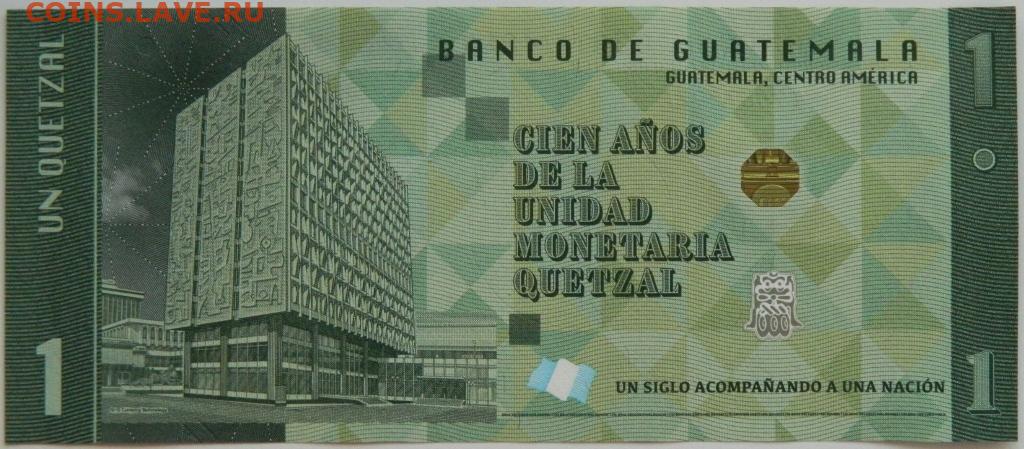 COINS.LAVE.РУ
UN QUETZAL
1
BANCO DE GUATEMALA
GUATEMALA, CENTRO AMÉRICA
CIEN AÑOS
DE LA
UNIDAD
MONETARIA
QUETZAL
UN SIGLO ACOMPAÑANDO A UNA NACIÓN
1
1